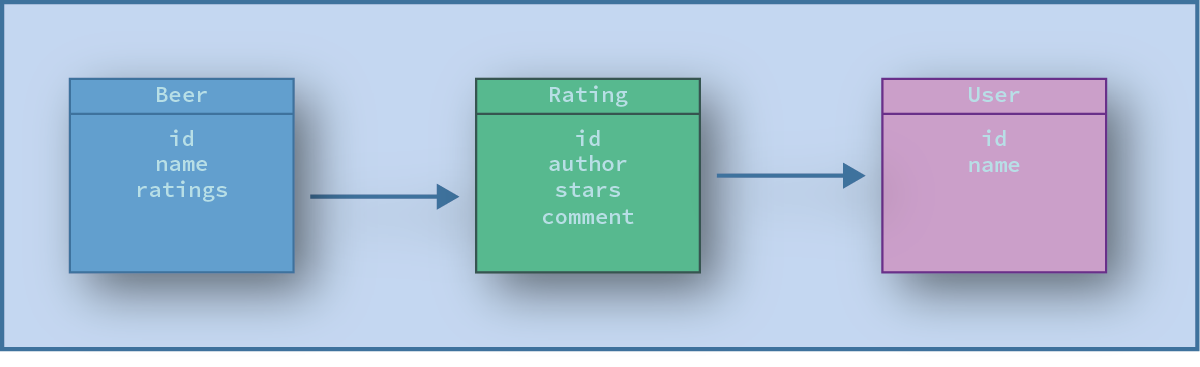 Beer
id
name
ratings
Rating
id
author
stars
comment
User
id
name